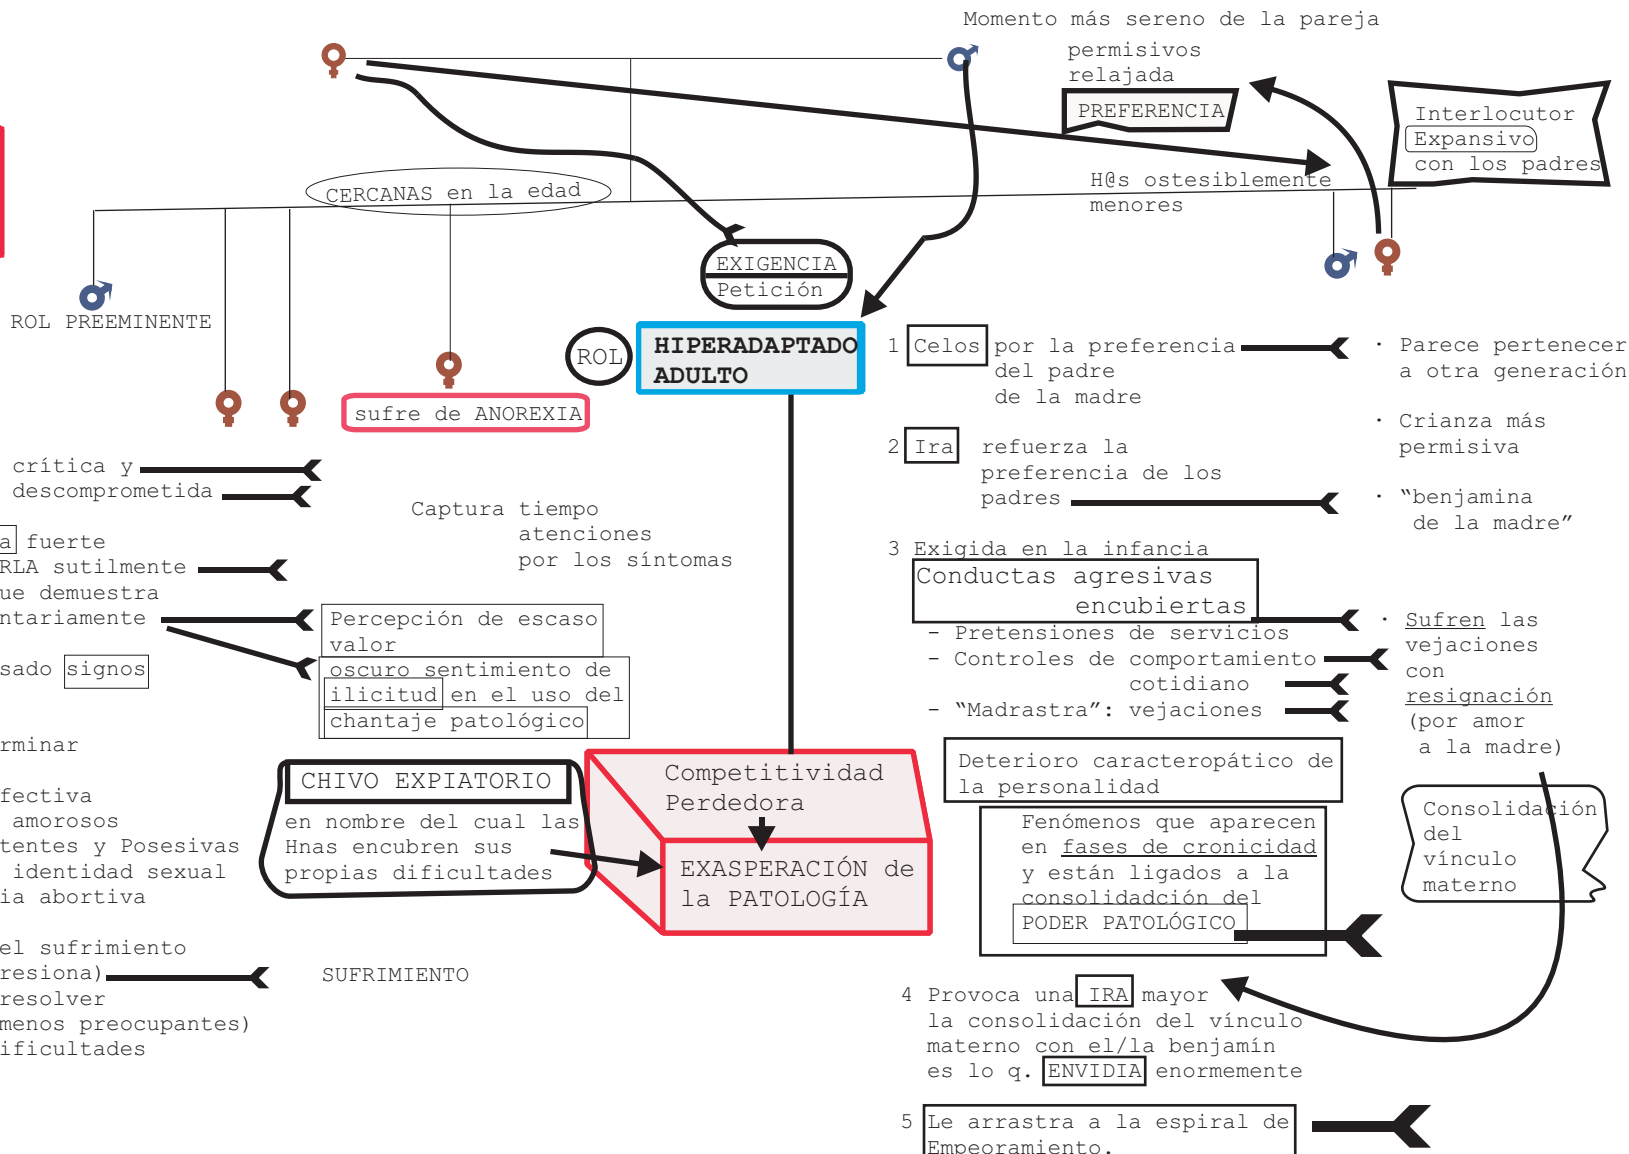 Momento más sereno de la pareja
permisivos
relajada
PREFERENCIA
Interlocutor
Expansivo
con los padres
CERCANAS en la edad
H@s ostesiblemente
menores
EXIGENCIA
Petición
ROL PREEMINENTE
ROL
HIPERADAPTADO
ADULTO
sufre de ANOREXIA
1 Celos por la preferencia
del padre
de la madre
2 Ira refuerza la
preferencia de los
padres
3 Exigida en la infancia
Conductas agresivas
encubiertas
- Pretensiones de servicios
- Controles de comportamiento
cotidiano
- “Madrastra”: vejaciones
· Parece pertenecer
a otra generación
· Crianza más
permisiva
· “benjamina
de la madre”
· Sufren las
vejaciones
con
resignación
(por amor
a la madre)
crítica y
descomprometida
a fuerte
RLA sutilmente
ue demuestra
ntariamente
sado signos
rminar
fectiva
amorosos
tentes y Posesivas
identidad sexual
ia abortiva
el sufrimiento
resiona)
resolver
menos preocupantes)
ificultades
Captura tiempo
atenciones
por los síntomas
Percepción de escaso
valor
oscuro sentimiento de
ilicitud en el uso del
chantaje patológico
CHIVO EXPIATORIO
en nombre del cual las
Hnas encubren sus
propias dificultades
SUFRIMIENTO
Competitividad
Perdedora
EXASPERACIÓN de
la PATOLOGÍA
Deterioro caracteropático de
la personalidad
Fenómenos que aparecen
en fases de cronicidad
y están ligados a la
consolidadción del
PODER PATOLÓGICO
Consolidación
del
vínculo
materno
4 Provoca una IRA mayor
la consolidación del vínculo
materno con el/la benjamín
es lo q. ENVIDIA enormemente
5 Le arrastra a la espiral de
Empeoramiento.